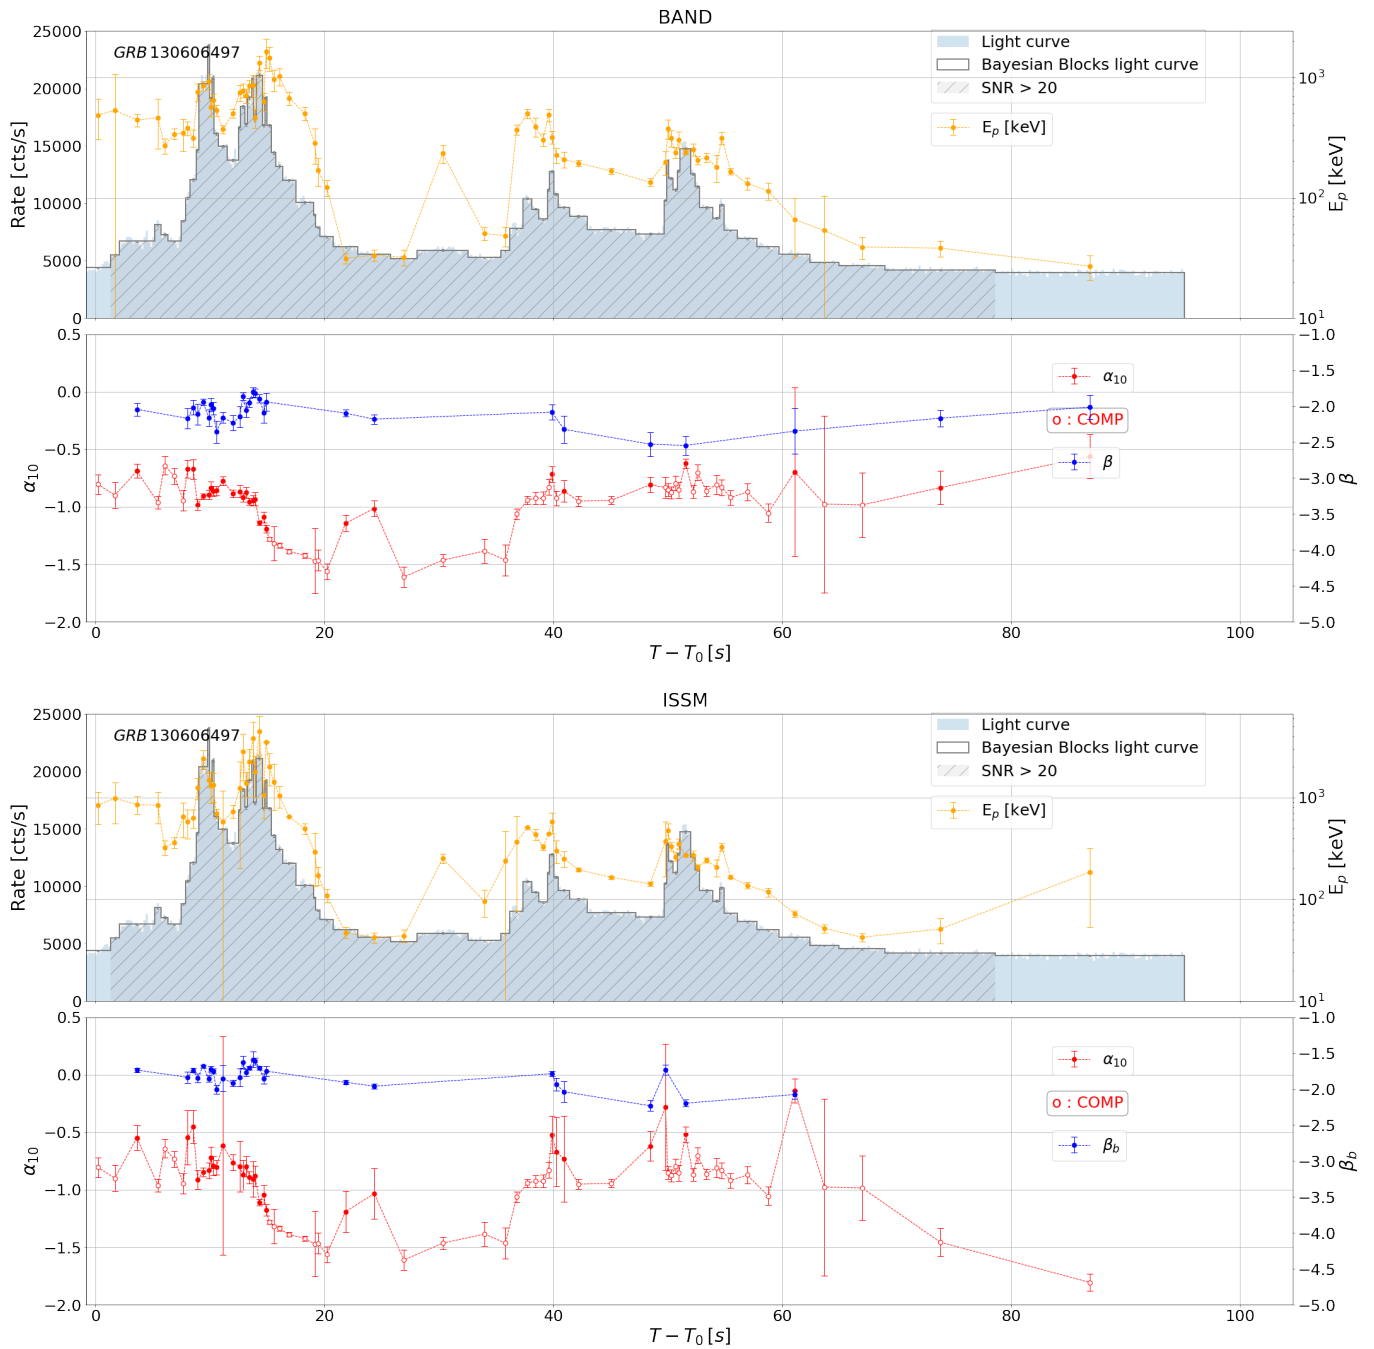 BAND
GRB 130606497
Light curve
Bayesian Blocks light curve
SNR > 20
E_p [keV]
25000
20000
15000
10000
5000
0
Rate [cts/s]
10^3
10^2
10^1
E_p [keV]
0.5
0.0
−0.5
−1.0
−1.5
−2.0
α_10
α_10
o : COMP
β
−1.0
−1.5
−2.0
−2.5
−3.0
−3.5
−4.0
−4.5
−5.0
β
0 20 40 60 80 100
T − T_0 [s]
ISSM
GRB 130606497
Light curve
Bayesian Blocks light curve
SNR > 20
E_p [keV]
25000
20000
15000
10000
5000
0
Rate [cts/s]
10^3
10^2
10^1
E_p [keV]
0.5
0.0
−0.5
−1.0
−1.5
−2.0
α_10
α_10
o : COMP
β_b
−1.0
−1.5
−2.0
−2.5
−3.0
−3.5
−4.0
−4.5
−5.0
β_b
0 20 40 60 80 100
T − T_0 [s]